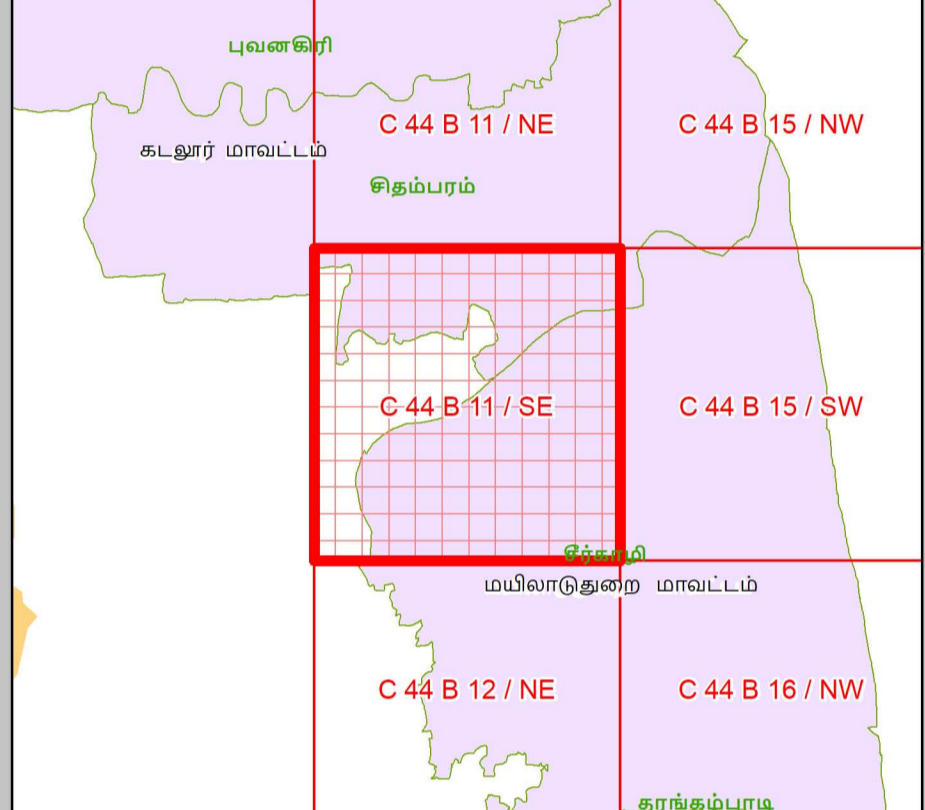 புவனகிரி
C 44 B 11 / NE
C 44 B 15 / NW
கடலூர் மாவட்டம்
சிதம்பரம்
C 44 B 11 / SE
C 44 B 15 / SW
சீர்காழி
மயிலாடுதுறை மாவட்டம்
C 44 B 12 / NE
C 44 B 16 / NW
தரங்கம்பாடி